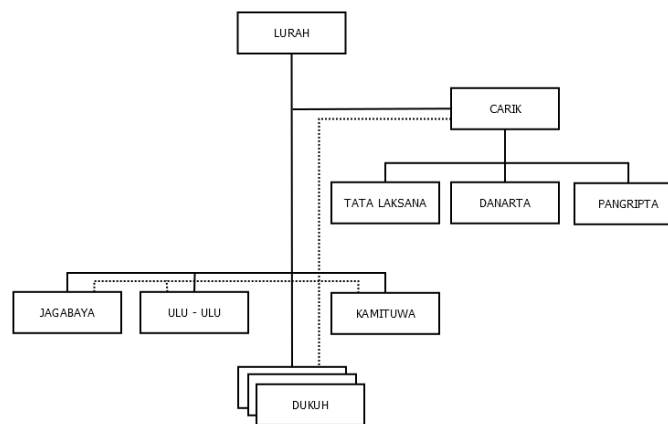 LURAH
CARIK
TATA LAKSANA
DANARTA
PANGRIPTA
JAGABAYA
ULU - ULU
KAMITUWA
DUKUH